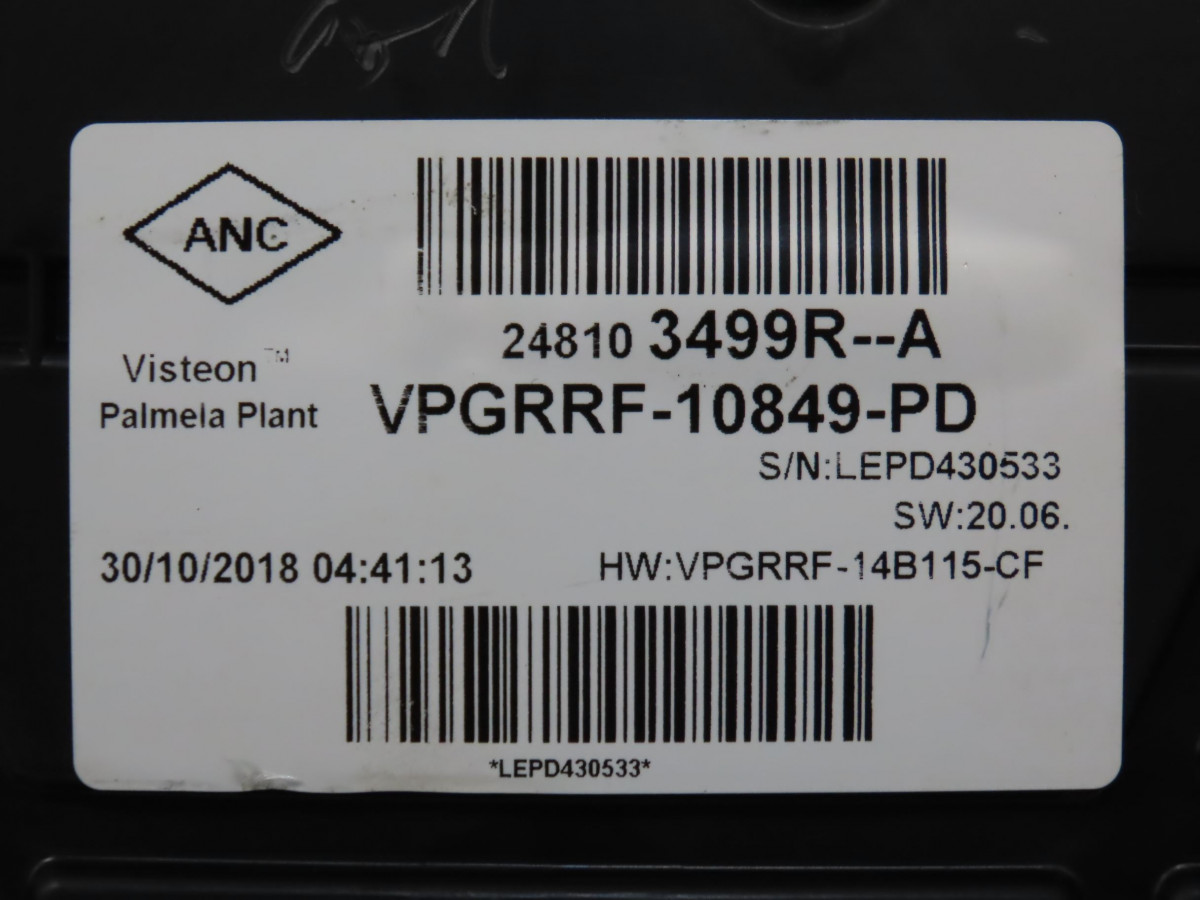 ANC
24810 3499R--A
Visteon™
Palmela Plant
VPGRRF-10849-PD
S/N:LEPD430533
SW:20.06.
30/10/2018 04:41:13
HW:VPGRRF-14B115-CF
*LEPD430533*